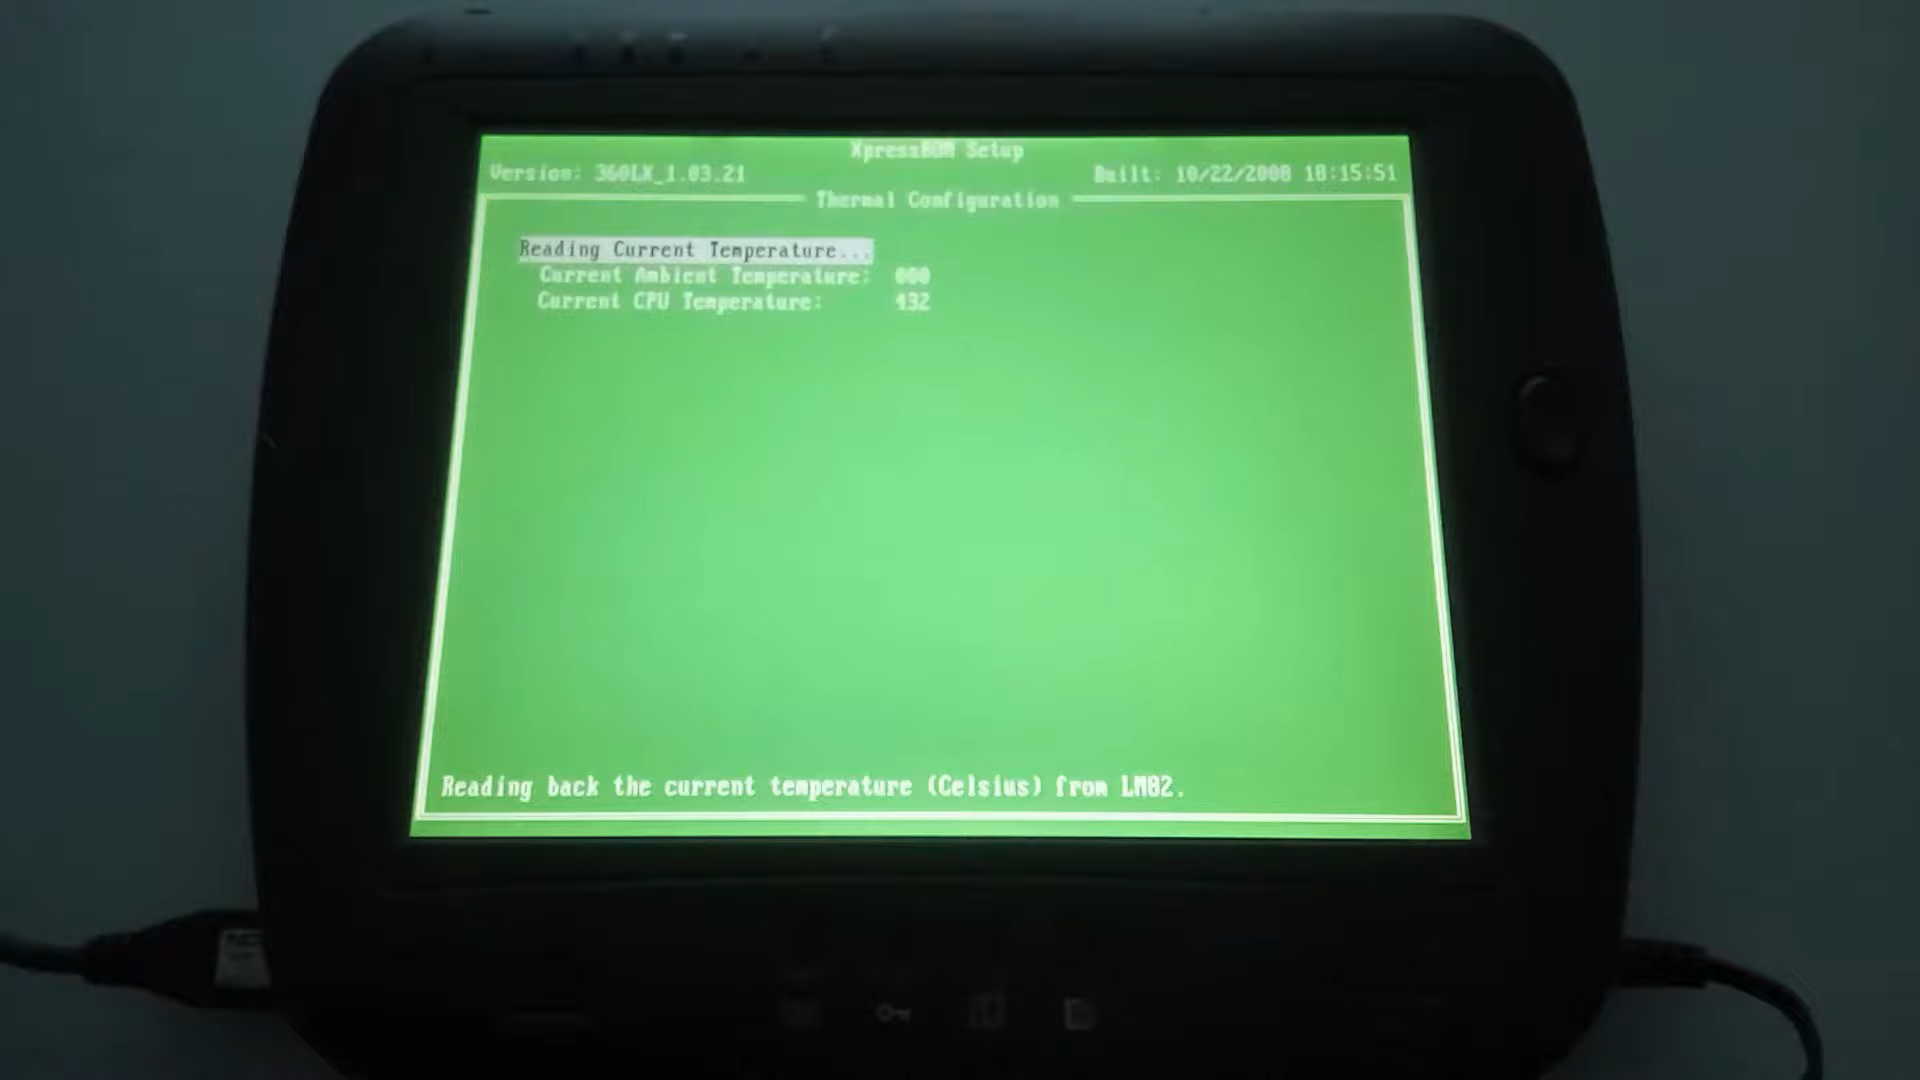 XpressROM Setup
Version: 360LX_1.03.21
Built: 10/22/2008 18:15:51
Thermal Configuration
Reading Current Temperature...
Current Ambient Temperature: 000
Current CPU Temperature: 432
Reading back the current temperature (Celsius) from LM82.